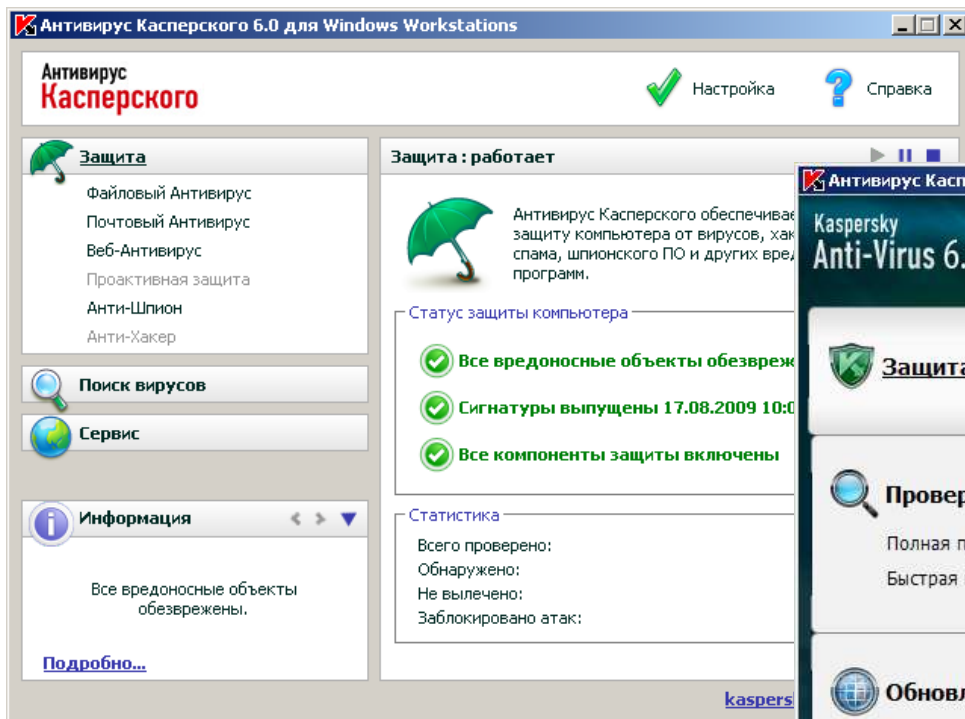 Антивирус Касперского 6.0 для Windows Workstations
Антивирус
Касперского
Настройка
Справка
Защита
Файловый Антивирус
Почтовый Антивирус
Веб-Антивирус
Проактивная защита
Анти-Шпион
Анти-Хакер
Поиск вирусов
Сервис
Информация
Все вредоносные объекты
обезврежены.
Подробно...
Защита : работает
Антивирус Касперского обеспечивае
защиту компьютера от вирусов, хак
спама, шпионского ПО и других вред
программ.
Статус защиты компьютера
Все вредоносные объекты обезвреж
Сигнатуры выпущены 17.08.2009 10:0
Все компоненты защиты включены
Статистика
Всего проверено:
Обнаружено:
Не вылечено:
Заблокировано атак:
kaspers
Антивирус Касп
Kaspersky
Anti-Virus 6.
Защита
Провер
Полная п
Быстрая
Обновл